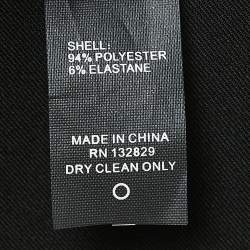 SHELL:
94% POLYESTER
6% ELASTANE
MADE IN CHINA
RN 132829
DRY CLEAN ONLY